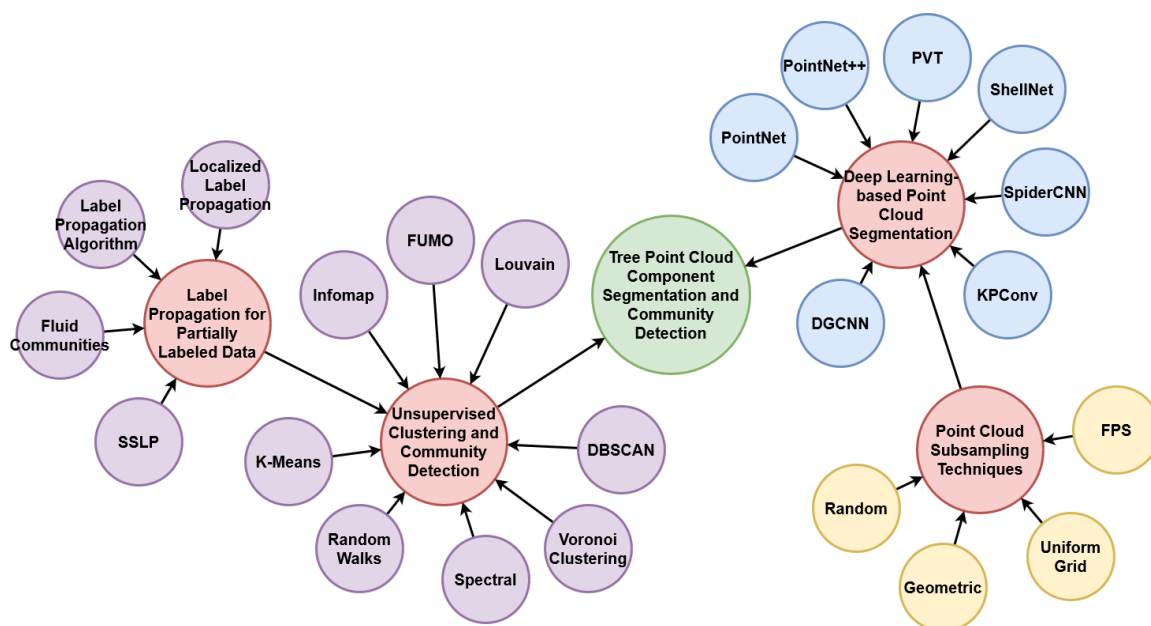 PointNet++
PVT
ShellNet
PointNet
Deep Learning-
based Point
Cloud
Segmentation
SpiderCNN
KPConv
DGCNN
Localized
Label
Propagation
Label
Propagation
Algorithm
Fluid
Communities
SSLP
Label
Propagation for
Partially
Labeled Data
Infomap
FUMO
Louvain
Tree Point Cloud
Component
Segmentation and
Community
Detection
Unsupervised
Clustering and
Community
Detection
K-Means
DBSCAN
Random
Walks
Spectral
Voronoi
Clustering
Point Cloud
Subsampling
Techniques
FPS
Random
Geometric
Uniform
Grid